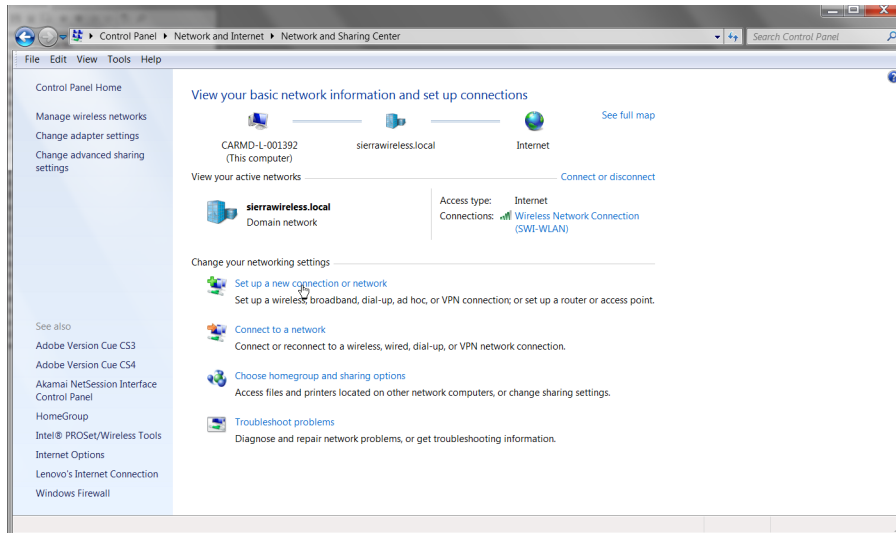 Control Panel ▸ Network and Internet ▸ Network and Sharing Center
Search Control Panel
File Edit View Tools Help
Control Panel Home
Manage wireless networks
Change adapter settings
Change advanced sharing
settings
See also
Adobe Version Cue CS3
Adobe Version Cue CS4
Akamai NetSession Interface
Control Panel
HomeGroup
Intel® PROSet/Wireless Tools
Internet Options
Lenovo's Internet Connection
Windows Firewall
View your basic network information and set up connections
See full map
CARMD-L-001392
(This computer)
sierrawireless.local
Internet
View your active networks
Connect or disconnect
sierrawireless.local
Domain network
Access type: Internet
Connections: Wireless Network Connection
(SWI-WLAN)
Change your networking settings
Set up a new connection or network
Set up a wireless, broadband, dial-up, ad hoc, or VPN connection; or set up a router or access point.
Connect to a network
Connect or reconnect to a wireless, wired, dial-up, or VPN network connection.
Choose homegroup and sharing options
Access files and printers located on other network computers, or change sharing settings.
Troubleshoot problems
Diagnose and repair network problems, or get troubleshooting information.